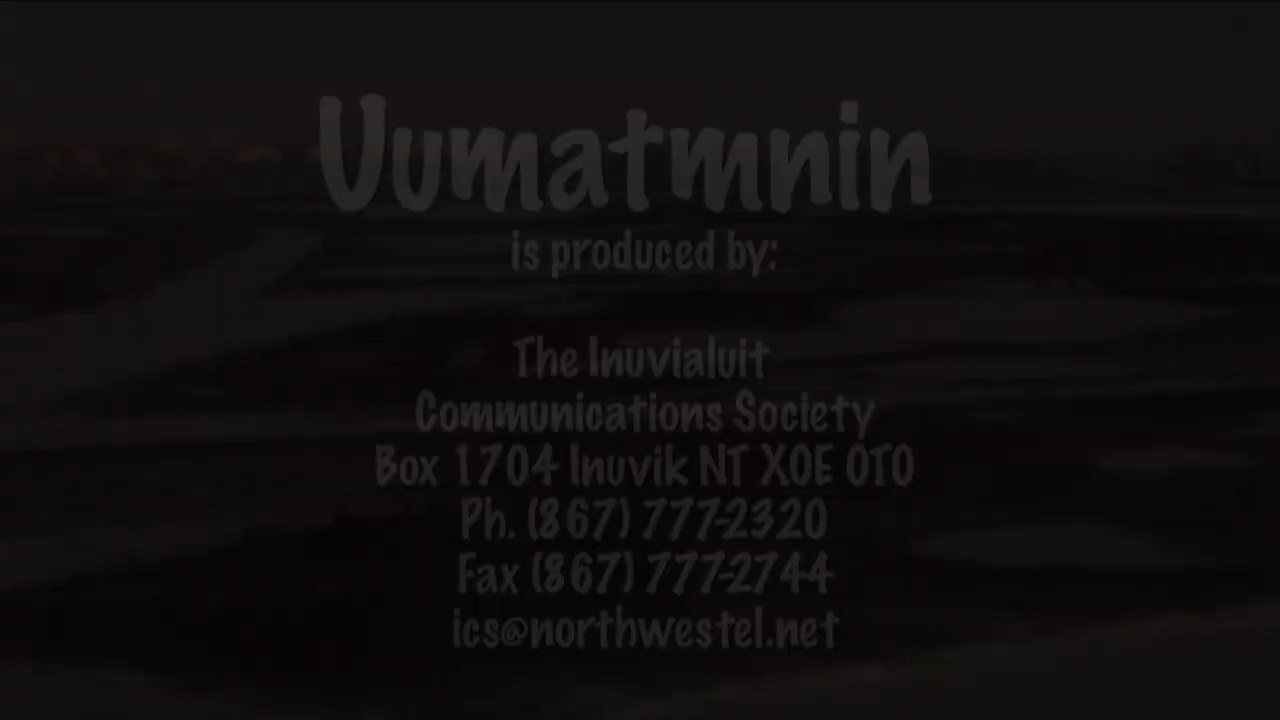 Uumatmnin
is produced by:
The Inuvialuit
Communications Society
Box 1704 Inuvik NT X0E 0T0
Ph. (867) 777-2320
Fax (867) 777-2744
ics@northwestel.net